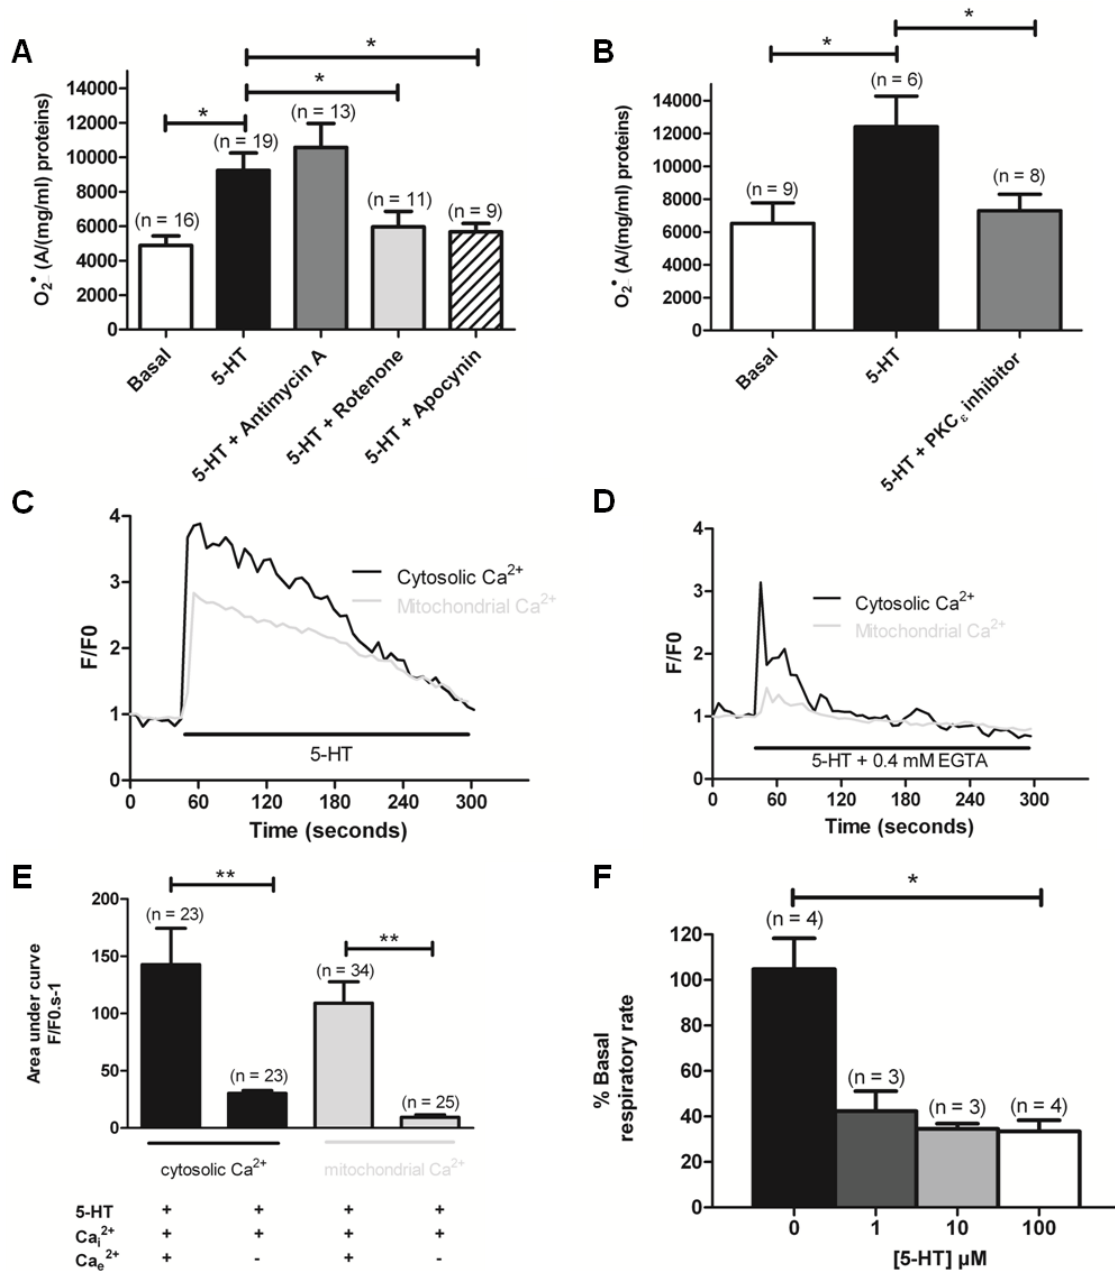 A
O2•– (A/(mg/ml) proteins)
14000
12000
10000
8000
6000
4000
2000
0
*
*
*
(n = 16)
(n = 19)
(n = 13)
(n = 11)
(n = 9)
Basal
5-HT
5-HT + Antimycin A
5-HT + Rotenone
5-HT + Apocynin
B
O2•– (A/(mg/ml) proteins)
14000
12000
10000
8000
6000
4000
2000
0
*
*
(n = 9)
(n = 6)
(n = 8)
Basal
5-HT
5-HT + PKCε inhibitor
C
F/F0
4
3
2
1
0
Cytosolic Ca2+
Mitochondrial Ca2+
5-HT
0 60 120 180 240 300
Time (seconds)
D
F/F0
4
3
2
1
0
Cytosolic Ca2+
Mitochondrial Ca2+
5-HT + 0.4 mM EGTA
0 60 120 180 240 300
Time (seconds)
E
Area under curve
F/F0.s-1
200
150
100
50
0
**
**
(n = 23)
(n = 23)
(n = 34)
(n = 25)
cytosolic Ca2+
mitochondrial Ca2+
5-HT + + + +
Cai2+ + + + +
Cae2+ + - + -
F
% Basal
respiratory rate
120
100
80
60
40
20
0
*
(n = 4)
(n = 3)
(n = 3)
(n = 4)
0 1 10 100
[5-HT] µM